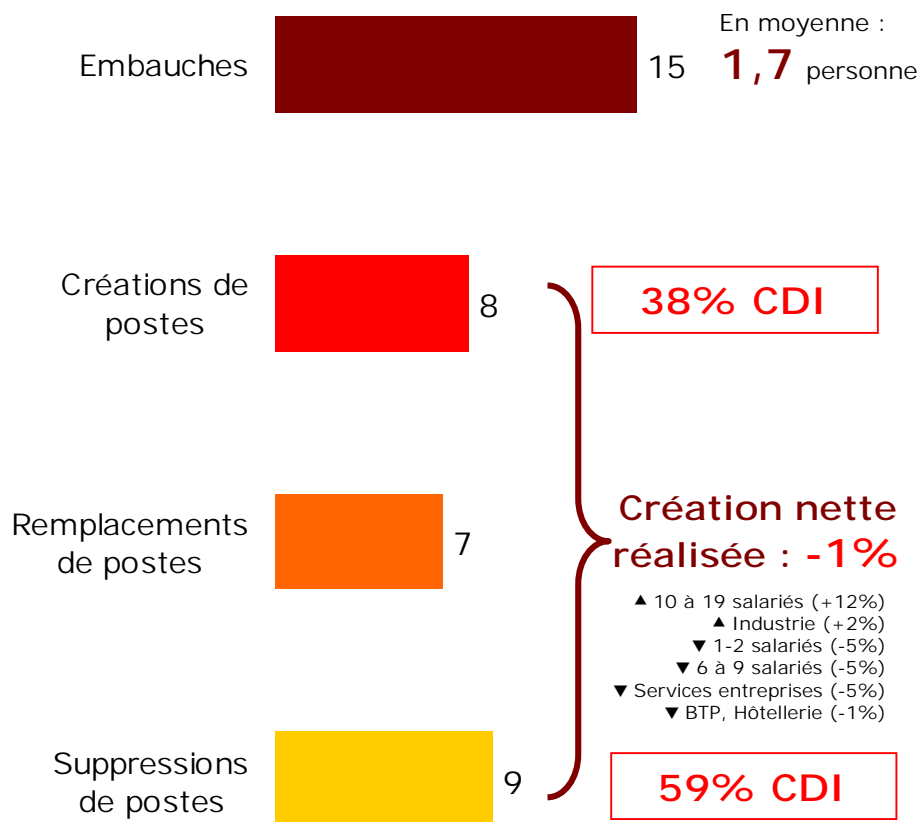 En moyenne :
Embauches 15 1,7 personne
Créations de
postes
8
38% CDI
Remplacements
de postes
7
Création nette
réalisée : -1%
▲ 10 à 19 salariés (+12%)
▲ Industrie (+2%)
▼ 1-2 salariés (-5%)
▼ 6 à 9 salariés (-5%)
▼ Services entreprises (-5%)
▼ BTP, Hôtellerie (-1%)
Suppressions
de postes
9
59% CDI